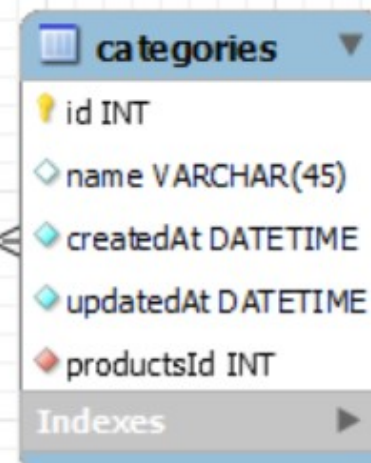 categories
id INT
name VARCHAR(45)
createdAt DATETIME
updatedAt DATETIME
productsId INT
Indexes